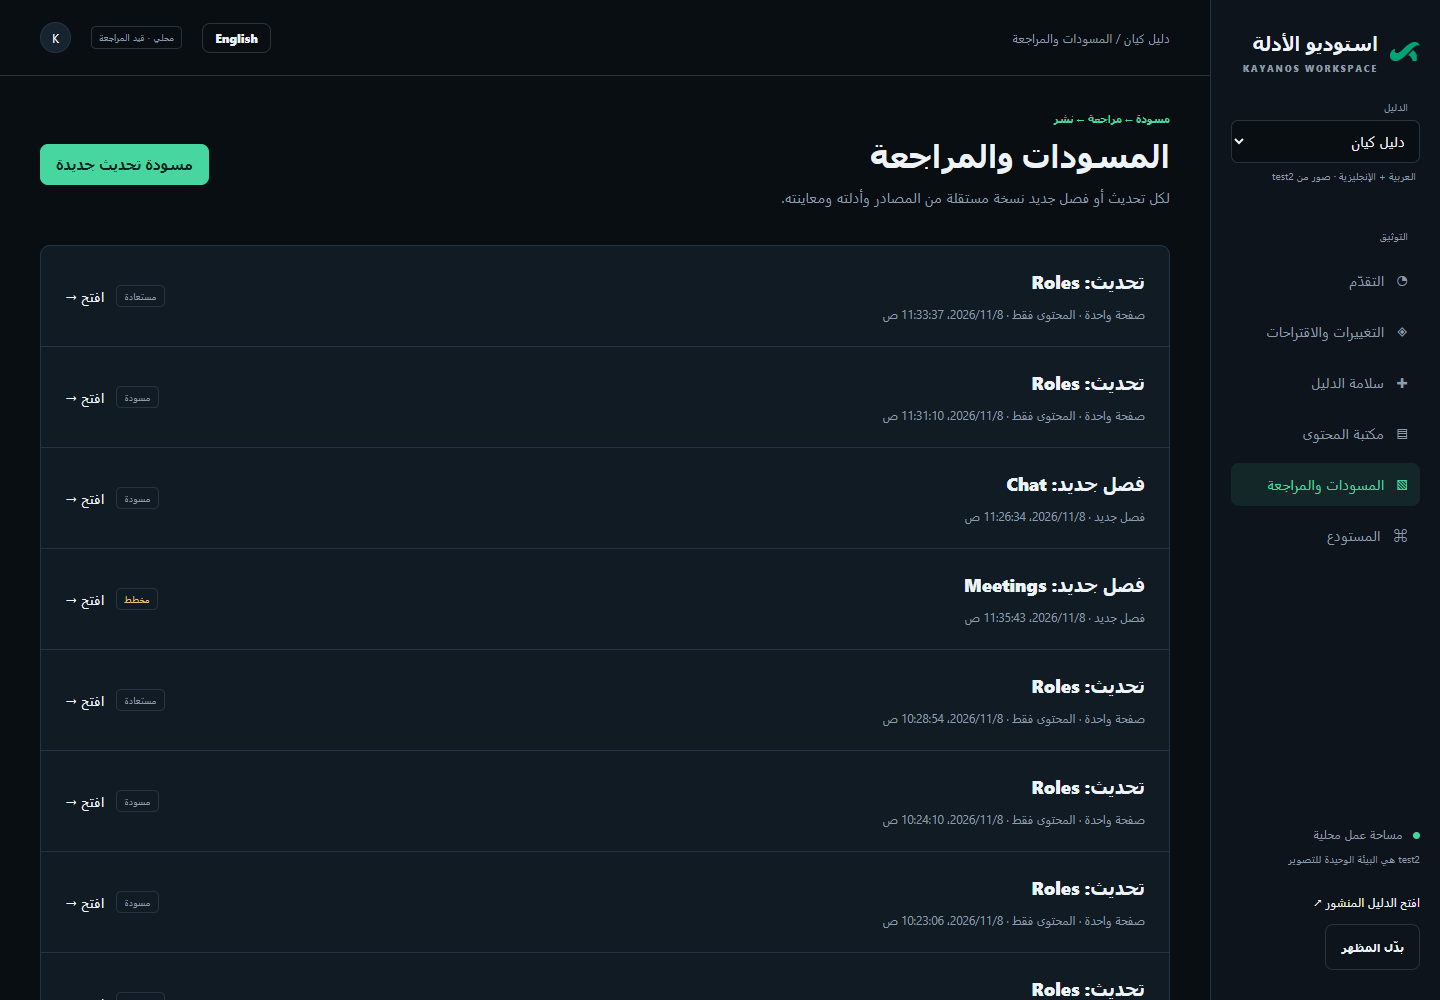 استوديو الأدلة
KAYANOS WORKSPACE
الدليل
دليل كيان
العربية + الإنجليزية · صور من test2
التوثيق
التقدّم
التغييرات والاقتراحات
سلامة الدليل
مكتبة المحتوى
المسودات والمراجعة
المستودع
مساحة عمل محلية
test2 هي البيئة الوحيدة للتصوير
افتح الدليل المنشور ↗
بدّل المظهر
دليل كيان / المسودات والمراجعة
English
محلي · قيد المراجعة
K
مسودة ← مراجعة ← نشر
المسودات والمراجعة
لكل تحديث أو فصل جديد نسخة مستقلة من المصادر وأدلته ومعاينته.
مسودة تحديث جديدة
تحديث: Roles
صفحة واحدة · المحتوى فقط · 2026/11/8، 11:33:37 ص
مستعادة
افتح →
تحديث: Roles
صفحة واحدة · المحتوى فقط · 2026/11/8، 11:31:10 ص
مسودة
افتح →
فصل جديد: Chat
فصل جديد · 2026/11/8، 11:26:34 ص
مسودة
افتح →
فصل جديد: Meetings
فصل جديد · 2026/11/8، 11:35:43 ص
مخطط
افتح →
تحديث: Roles
صفحة واحدة · المحتوى فقط · 2026/11/8، 10:28:54 ص
مستعادة
افتح →
تحديث: Roles
صفحة واحدة · المحتوى فقط · 2026/11/8، 10:24:10 ص
مسودة
افتح →
تحديث: Roles
صفحة واحدة · المحتوى فقط · 2026/11/8، 10:23:06 ص
مسودة
افتح →
تحديث: Roles